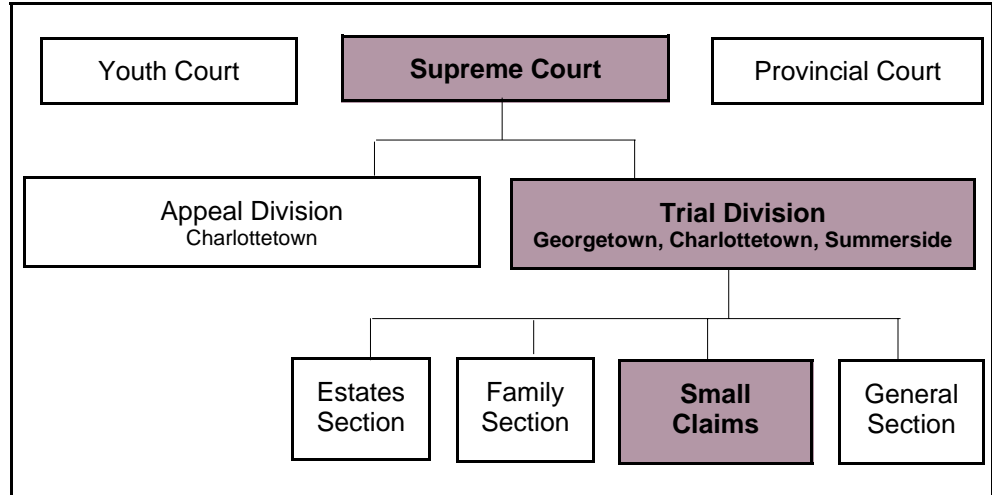 Youth Court
Supreme Court
Provincial Court
Appeal Division
Charlottetown
Trial Division
Georgetown, Charlottetown, Summerside
Estates
Section
Family
Section
Small
Claims
General
Section